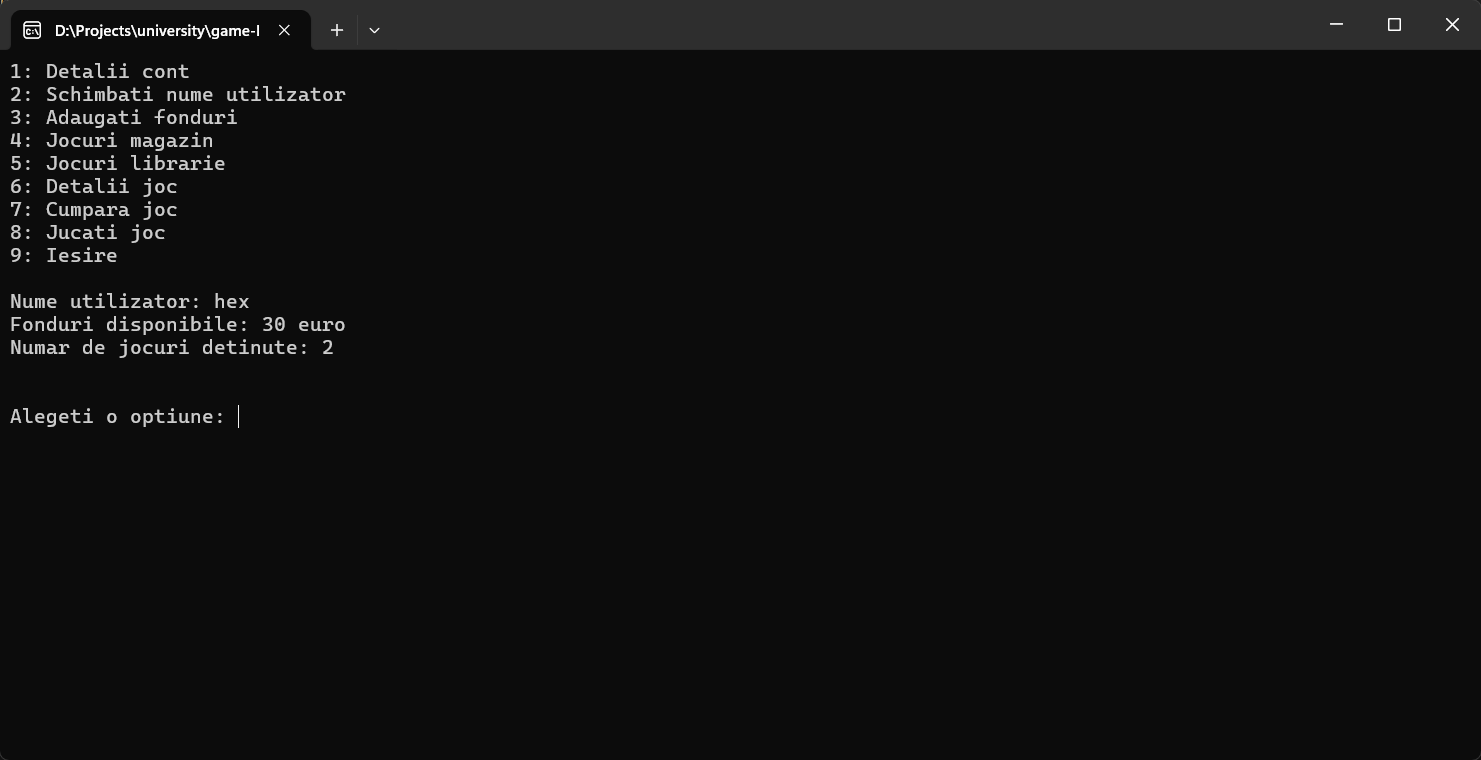 D:\Projects\university\game-l
1: Detalii cont
2: Schimbati nume utilizator
3: Adaugati fonduri
4: Jocuri magazin
5: Jocuri librarie
6: Detalii joc
7: Cumpara joc
8: Jucati joc
9: Iesire
Nume utilizator: hex
Fonduri disponibile: 30 euro
Numar de jocuri detinute: 2
Alegeti o optiune: